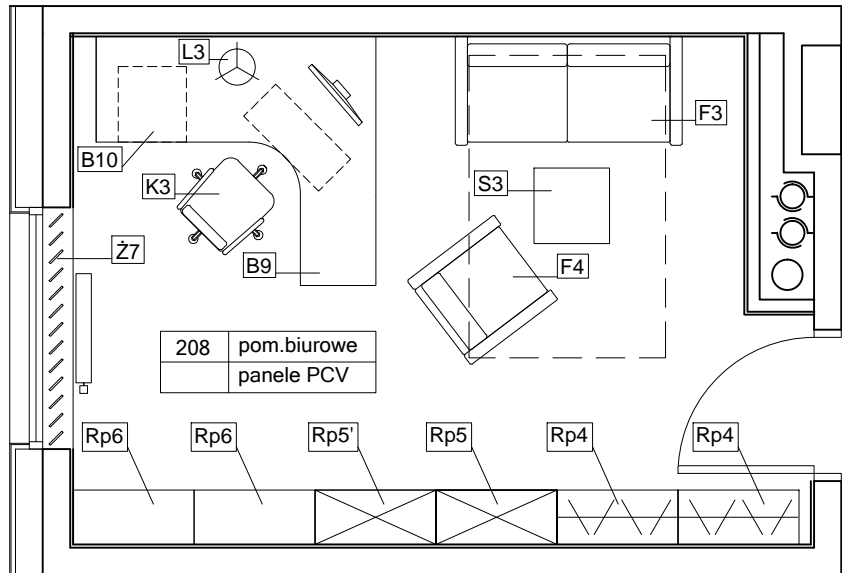 L3
F3
B10
K3
S3
Ż7
B9
F4
208 pom.biurowe
panele PCV
Rp6 Rp6 Rp5' Rp5 Rp4 Rp4